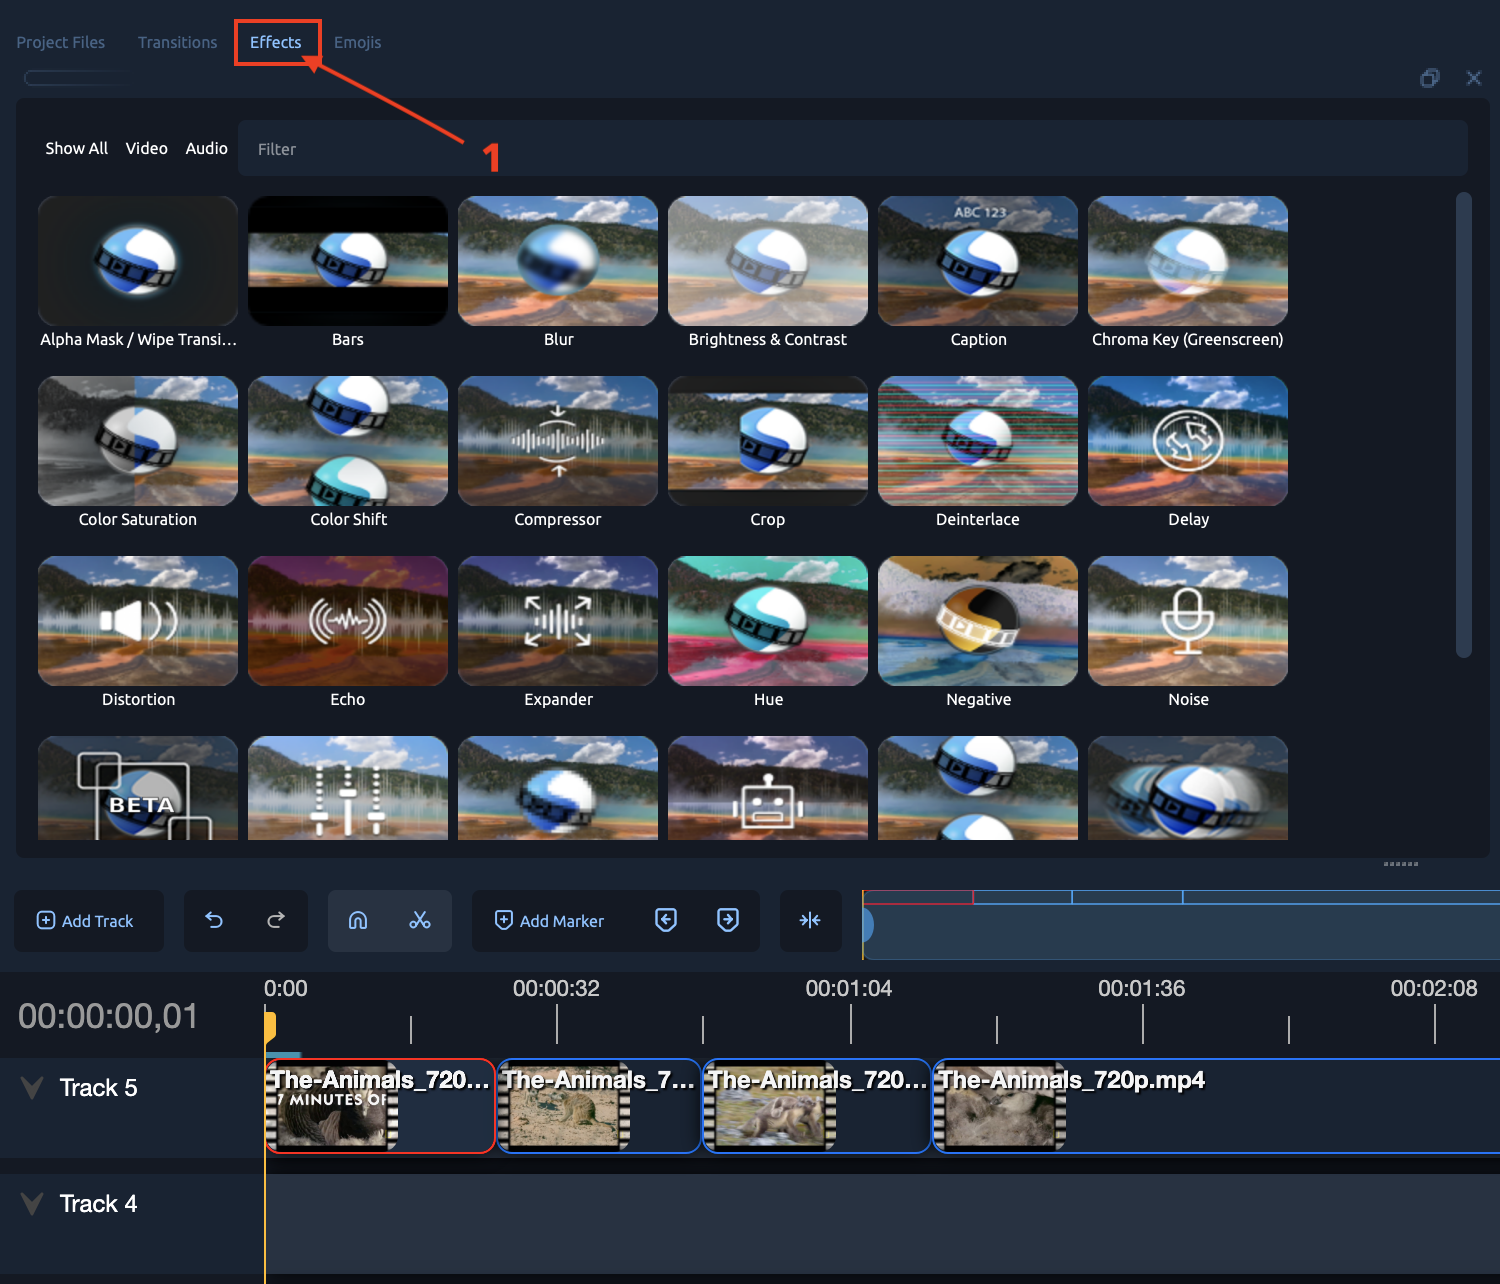 Project Files Transitions Effects Emojis
1
Show All Video Audio Filter
ABC 123
Alpha Mask / Wipe Transi... Bars Blur Brightness & Contrast Caption Chroma Key (Greenscreen)
Color Saturation Color Shift Compressor Crop Deinterlace Delay
Distortion Echo Expander Hue Negative Noise
BETA
Add Track Add Marker
00:00:00,01
0:00 00:00:32 00:01:04 00:01:36 00:02:08
Track 5
The-Animals_720... The-Animals_7... The-Animals_720... The-Animals_720p.mp4
7 MINUTES OF
Track 4